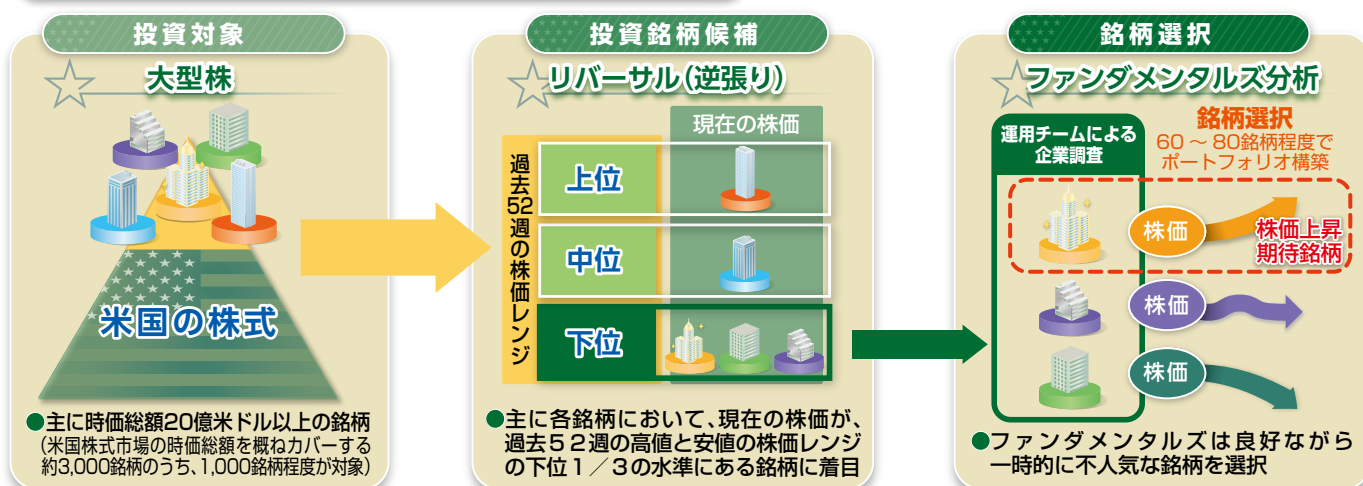 投資対象
大型株
米国の株式
●主に時価総額20億米ドル以上の銘柄
(米国株式市場の時価総額を概ねカバーする
約3,000銘柄のうち、1,000銘柄程度が対象)
投資銘柄候補
リバーサル(逆張り)
現在の株価
過去52週の株価レンジ
上位
中位
下位
●主に各銘柄において、現在の株価が、
過去52週の高値と安値の株価レンジ
の下位1/3の水準にある銘柄に着目
銘柄選択
ファンダメンタルズ分析
運用チームによる
企業調査
銘柄選択
60～80銘柄程度で
ポートフォリオ構築
株価
株価上昇
期待銘柄
株価
株価
●ファンダメンタルズは良好ながら
一時的に不人気な銘柄を選択